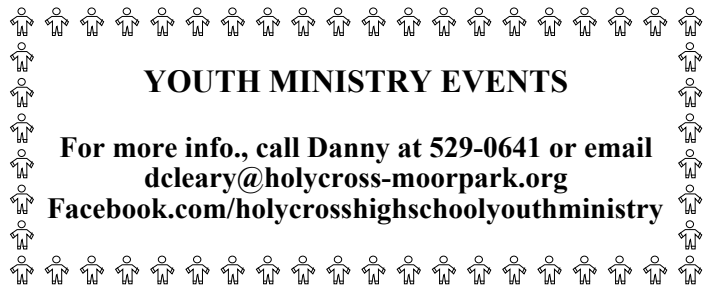 YOUTH MINISTRY EVENTS
For more info., call Danny at 529-0641 or email
dcleary@holycross-moorpark.org
Facebook.com/holycrosshighschoolyouthministry